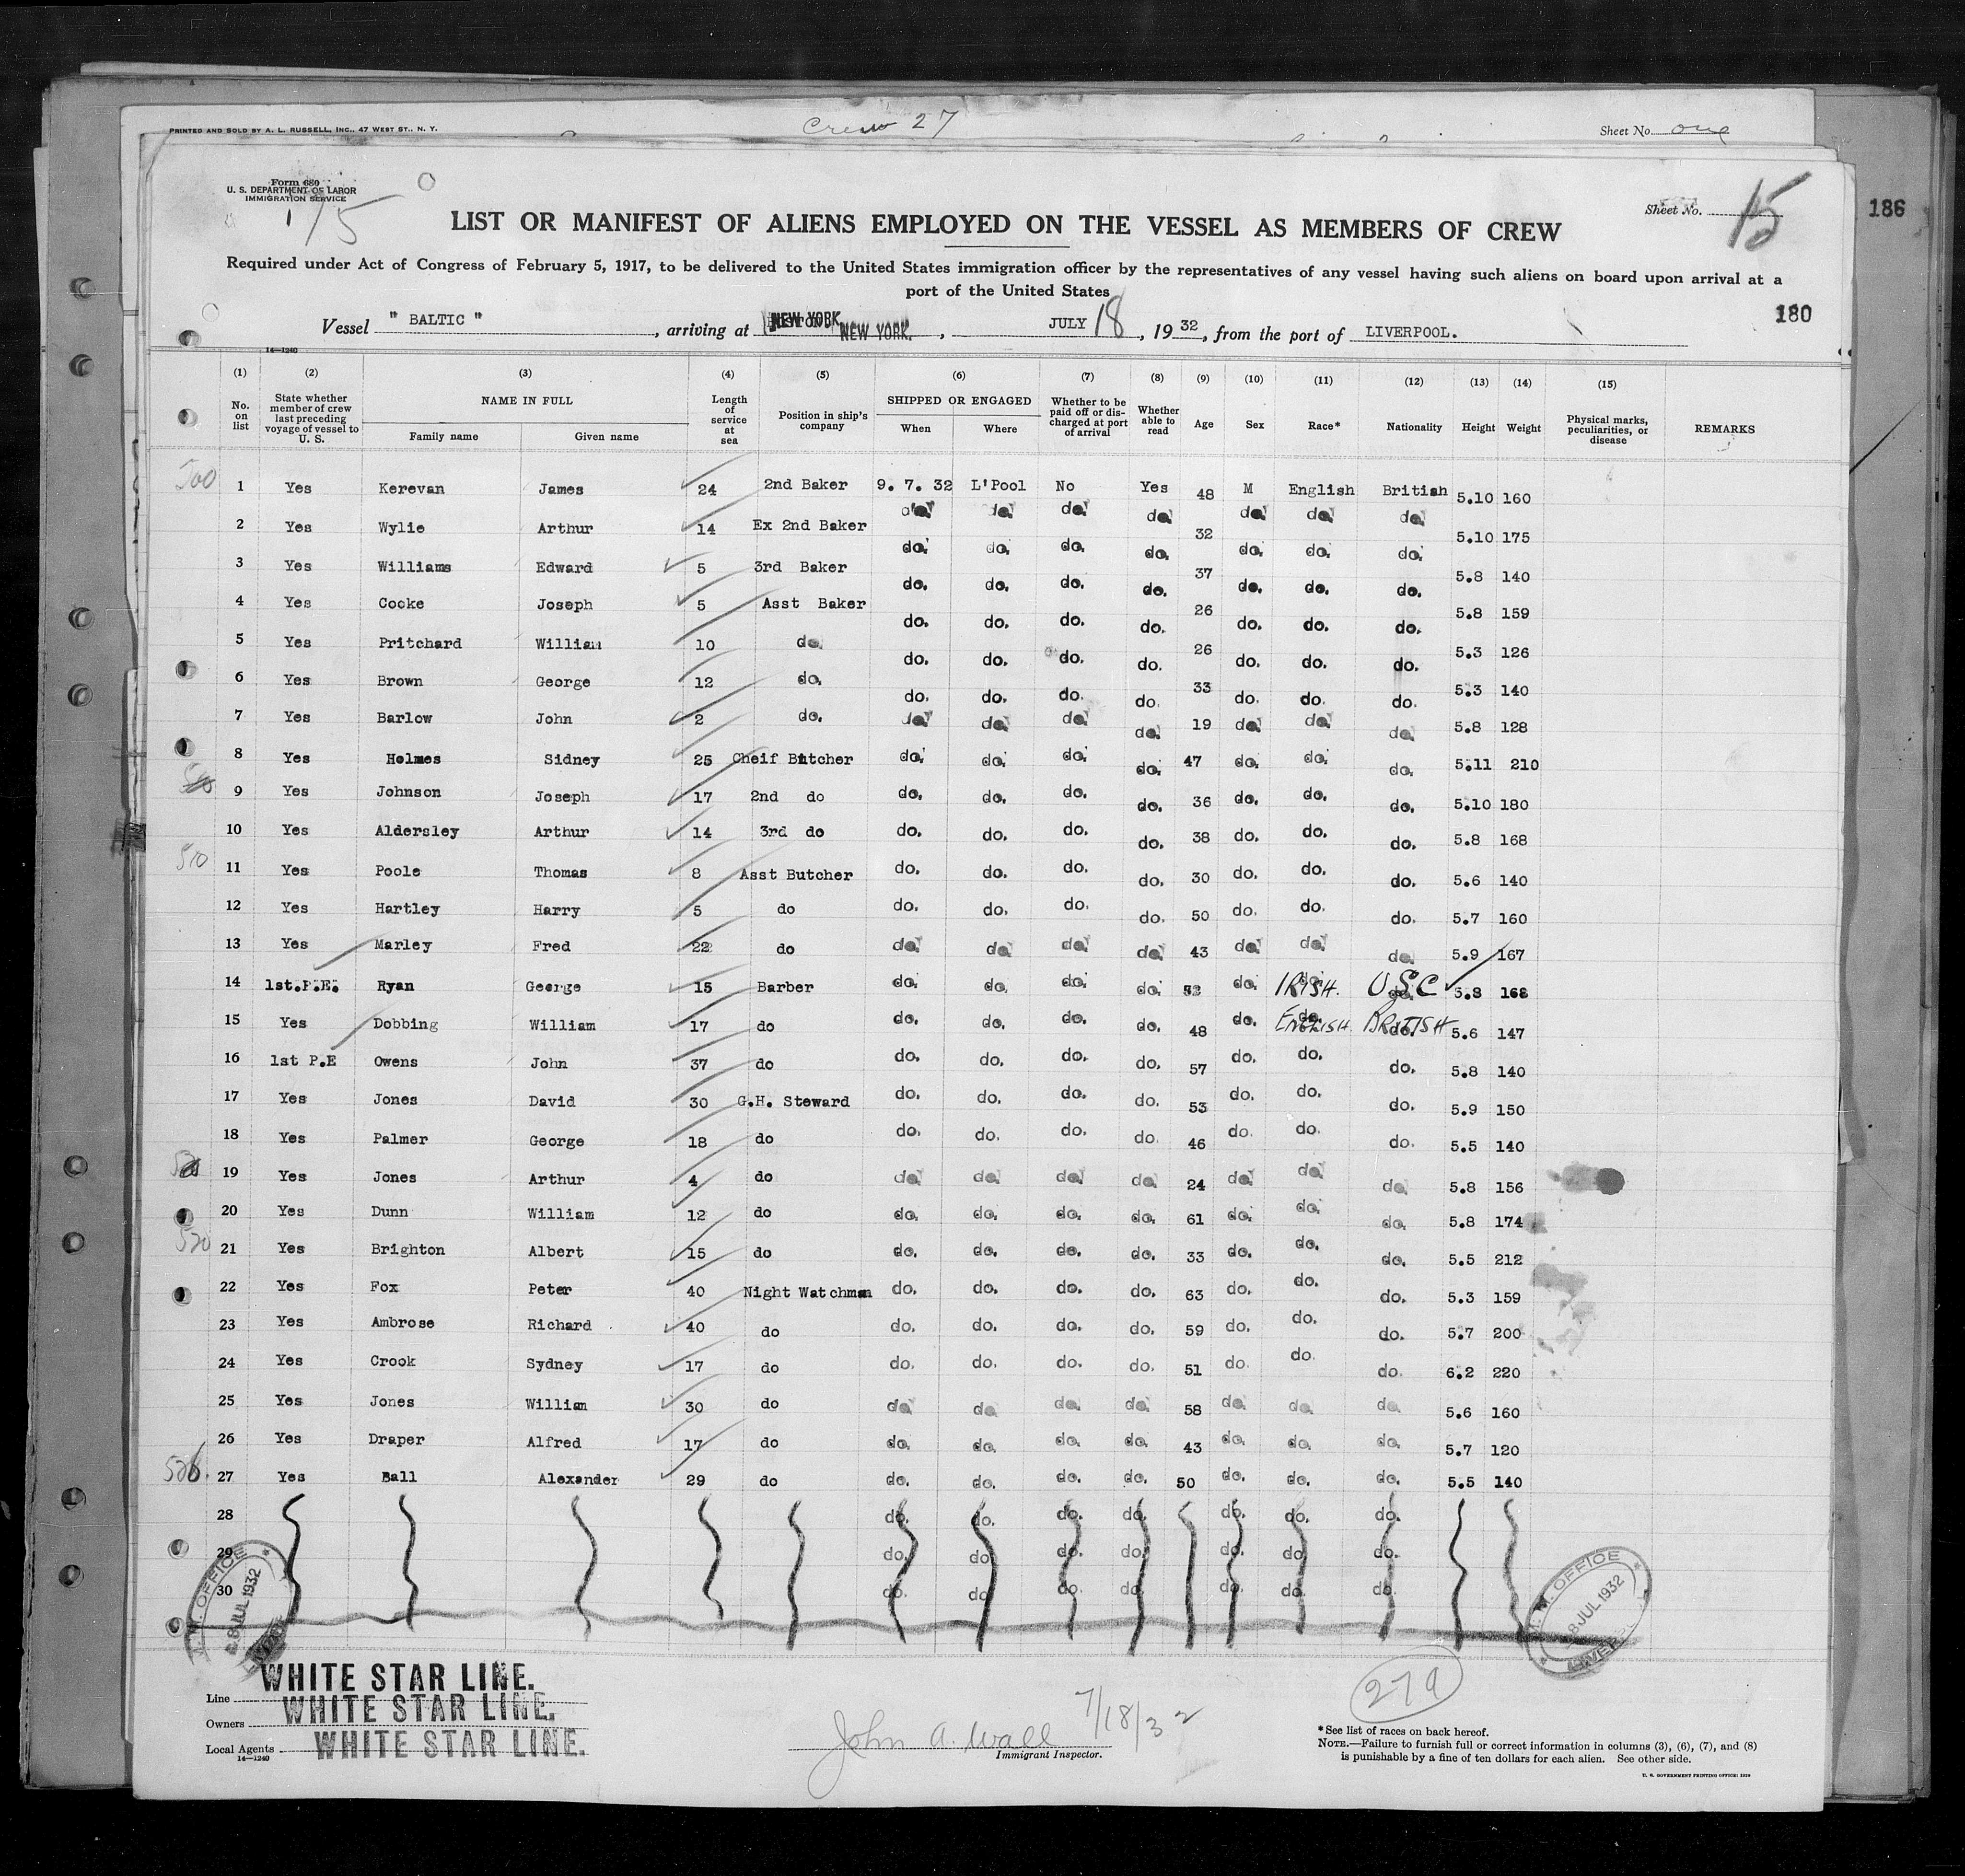 PRINTED AND SOLD BY A. L. RUSSELL, INC., 47 WEST ST., N. Y.
Crew 27
Sheet No. one
Form 680
U. S. DEPARTMENT OF LABOR
IMMIGRATION SERVICE
Sheet No. 15
186
LIST OR MANIFEST OF ALIENS EMPLOYED ON THE VESSEL AS MEMBERS OF CREW
Required under Act of Congress of February 5, 1917, to be delivered to the United States immigration officer by the representatives of any vessel having such aliens on board upon arrival at a
port of the United States
180
Vessel " BALTIC " , arriving at NEW YORK NEW YORK. , JULY 18 , 1932, from the port of LIVERPOOL.
14—1240
(1) (2) (3) (4) (5) (6) (7) (8) (9) (10) (11) (12) (13) (14) (15)
No. on list State whether member of crew last preceding voyage of vessel to U. S. NAME IN FULL Family name Given name Length of service at sea Position in ship's company SHIPPED OR ENGAGED When Where Whether to be paid off or discharged at port of arrival Whether able to read Age Sex Race* Nationality Height Weight Physical marks, peculiarities, or disease REMARKS
500 1 Yes Kerevan James 24 2nd Baker 9. 7. 32 L'Pool No Yes 48 M English British 5.10 160
2 Yes Wylie Arthur 14 Ex 2nd Baker do. do. do. do. 32 do. do. do. 5.10 175
3 Yes Williams Edward 5 3rd Baker do. do. do. do. 37 do. do. do. 5.8 140
4 Yes Cooke Joseph 5 Asst Baker do. do. do. do. 26 do. do. do. 5.8 159
5 Yes Pritchard William 10 do. do. do. do. do. 26 do. do. do. 5.3 126
6 Yes Brown George 12 do. do. do. do. do. 33 do. do. do. 5.3 140
7 Yes Barlow John 2 do. do. do. do. do. 19 do. do. do. 5.8 128
8 Yes Holmes Sidney 25 Cheif Butcher do. do. do. do. 47 do. do. do. 5.11 210
9 Yes Johnson Joseph 17 2nd do do. do. do. do. 36 do. do. do. 5.10 180
10 Yes Aldersley Arthur 14 3rd do do. do. do. do. 38 do. do. do. 5.8 168
510 11 Yes Poole Thomas 8 Asst Butcher do. do. do. do. 30 do. do. do. 5.6 140
12 Yes Hartley Harry 5 do do. do. do. do. 50 do. do. do. 5.7 160
13 Yes Marley Fred 22 do do. do. do. do. 43 do. do. do. 5.9 167
14 1st.P.E. Ryan George 15 Barber do. do. do. do. do. IRISH. U.S.C 5.8 168
15 Yes Dobbing William 17 do do. do. do. do. 48 do. ENGLISH. BRITISH 5.6 147
16 1st P.E Owens John 37 do do. do. do. do. 57 do. do. do. 5.8 140
17 Yes Jones David 30 G.H. Steward do. do. do. do. 53 do. do. do. 5.9 150
18 Yes Palmer George 18 do do. do. do. do. 46 do. do. do. 5.5 140
19 Yes Jones Arthur 4 do do. do. do. do. 24 do. do. do. 5.8 156
20 Yes Dunn William 12 do do. do. do. do. 61 do. do. do. 5.8 174
520 21 Yes Brighton Albert 15 do do. do. do. do. 33 do. do. do. 5.5 212
22 Yes Fox Peter 40 Night Watchman do. do. do. do. 63 do. do. do. 5.3 159
23 Yes Ambrose Richard 40 do do. do. do. do. 59 do. do. do. 5.7 200
24 Yes Crook Sydney 17 do do. do. do. do. 51 do. do. do. 6.2 220
25 Yes Jones William 30 do do. do. do. do. 58 do. do. do. 5.6 160
26 Yes Draper Alfred 17 do do. do. do. do. 43 do. do. do. 5.7 120
526. 27 Yes Ball Alexander 29 do do. do. do. do. 50 do. do. do. 5.5 140
28 do. do. do. do. do. do. do.
29 do. do. do. do. do. do. do.
30 do. do. do. do. do. do. do.
OFFICE 8 JUL 1932
M. OFFICE 8 JUL 1932 LIVERP
Line WHITE STAR LINE.
Owners WHITE STAR LINE.
Local Agents WHITE STAR LINE.
14—1240
John A. Wall 7/18/32
Immigrant Inspector.
279
*See list of races on back hereof.
NOTE.—Failure to furnish full or correct information in columns (3), (6), (7), and (8)
is punishable by a fine of ten dollars for each alien. See other side.